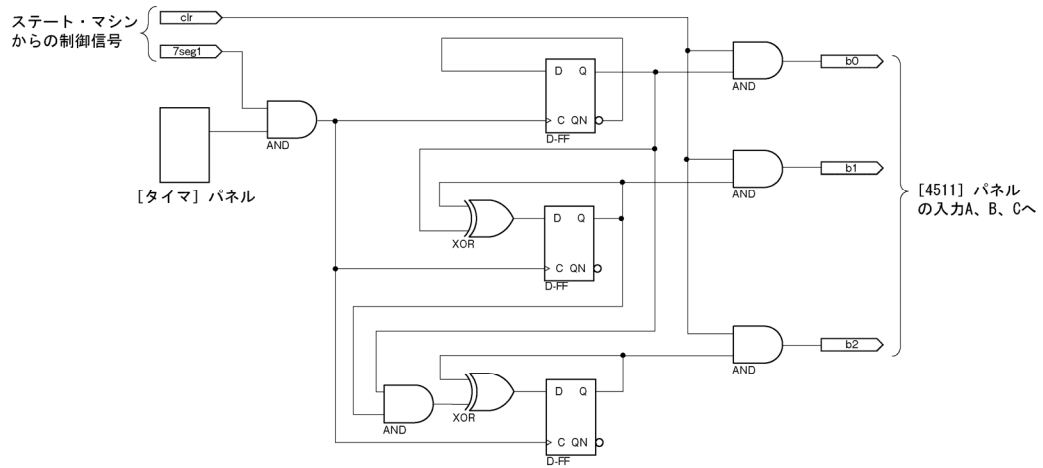 ステート・マシン
からの制御信号
clr
7seg1
AND
[タイマ] パネル
D Q
C QN
D-FF
XOR
D Q
C QN
D-FF
AND
XOR
D Q
C QN
D-FF
AND
b0
AND
b1
AND
b2
[4511] パネル
の入力A、B、Cへ